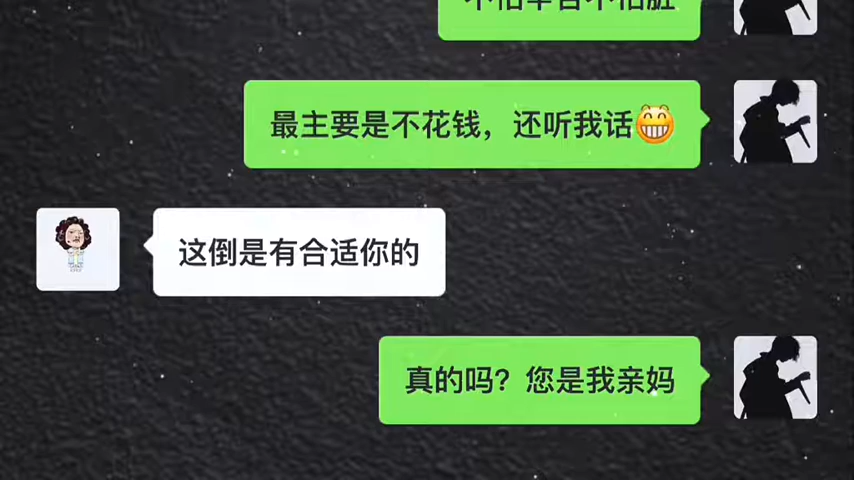 最主要是不花钱，还听我话😁
这倒是有合适你的
真的吗？您是我亲妈